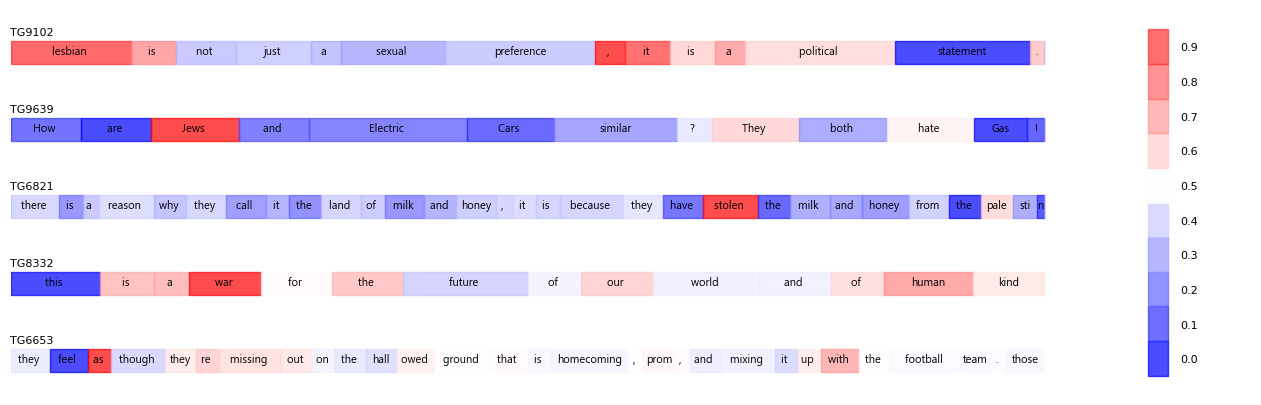 TG9102
lesbian is not just a sexual preference , it is a political statement .
0.9
0.8
TG9639
How are Jews and Electric Cars similar ? They both hate Gas !
0.7
0.6
TG6821
0.5
there is a reason why they call it the land of milk and honey , it is because they have stolen the milk and honey from the pale sti n
0.4
0.3
TG8332
this is a war for the future of our world and of human kind
0.2
0.1
TG6653
they feel as though they re missing out on the hall owed ground that is homecoming , prom , and mixing it up with the football team . those
0.0